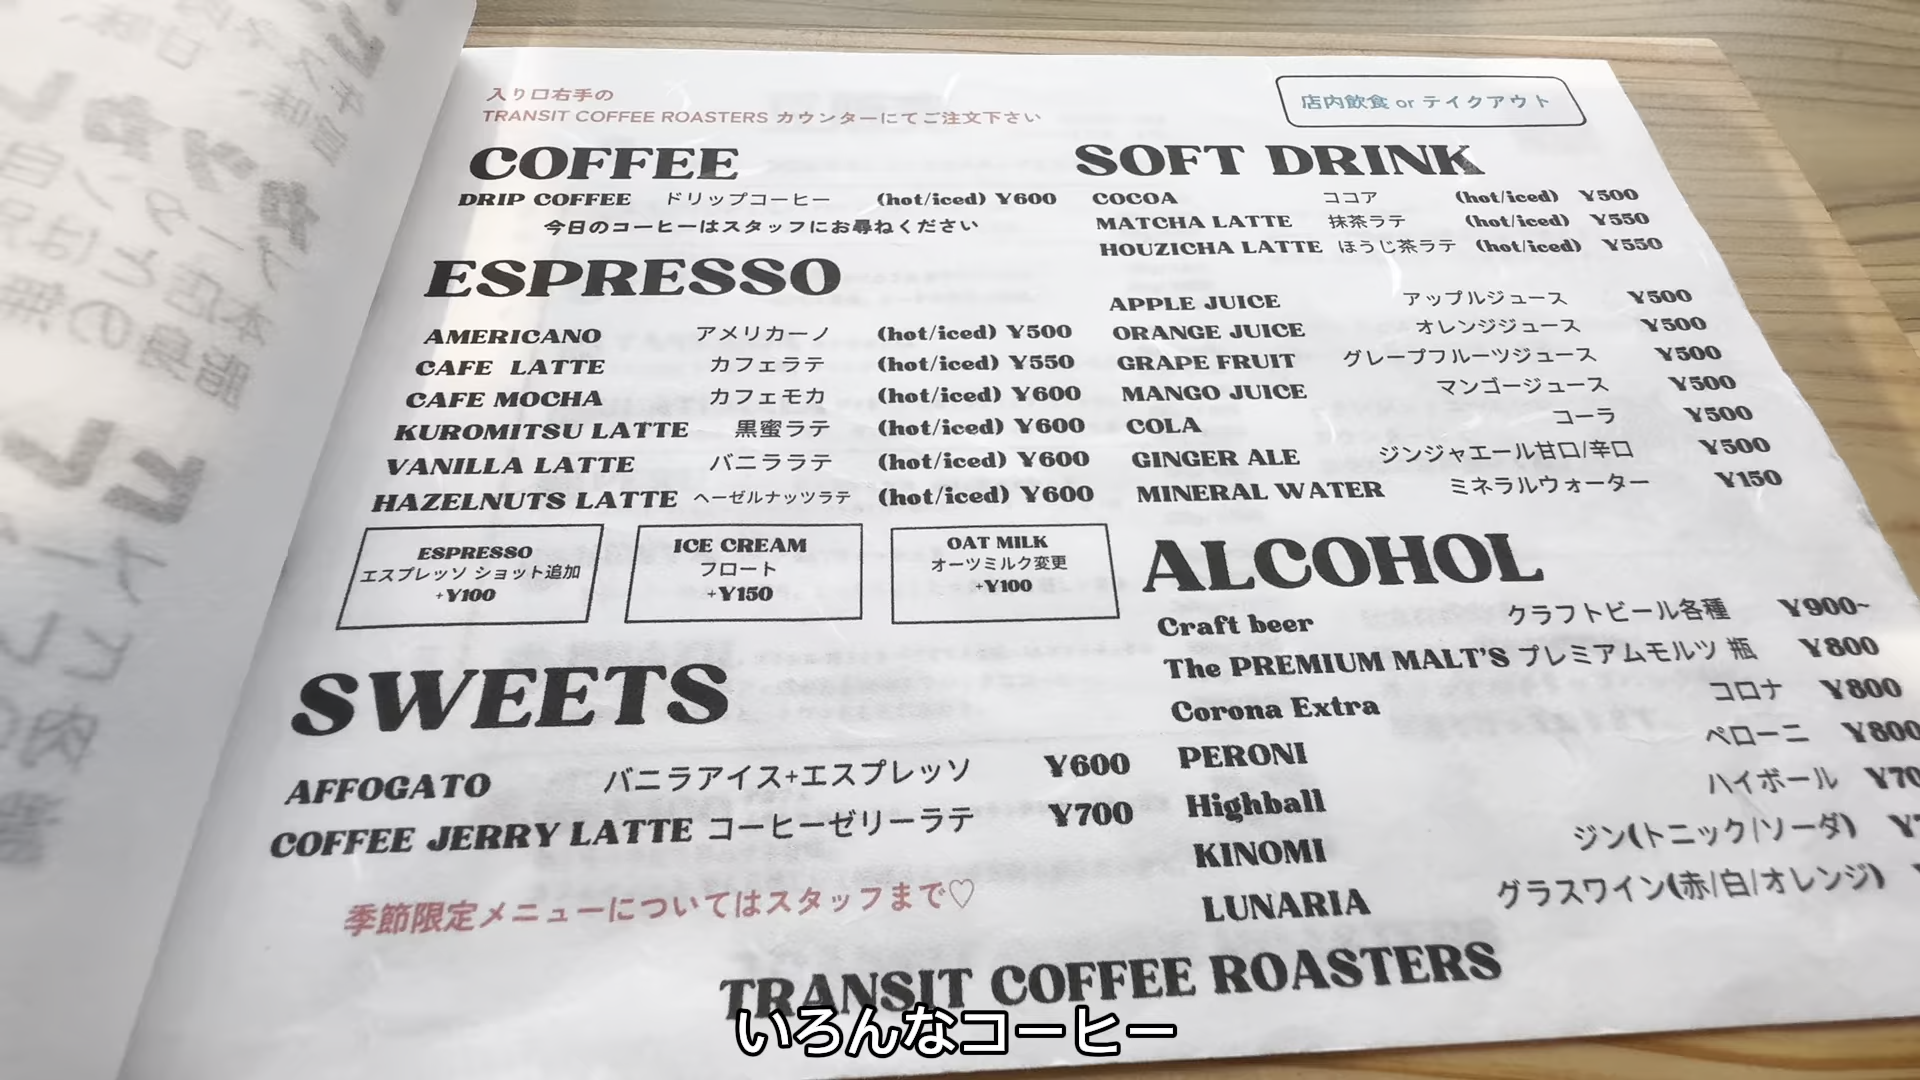 入り口右手の
TRANSIT COFFEE ROASTERS カウンターにてご注文下さい
店内飲食 or テイクアウト
COFFEE
DRIP COFFEE ドリップコーヒー (hot/iced) ¥600
今日のコーヒーはスタッフにお尋ねください
ESPRESSO
AMERICANO アメリカーノ (hot/iced) ¥500
CAFE LATTE カフェラテ (hot/iced) ¥550
CAFE MOCHA カフェモカ (hot/iced) ¥600
KUROMITSU LATTE 黒蜜ラテ (hot/iced) ¥600
VANILLA LATTE バニララテ (hot/iced) ¥600
HAZELNUTS LATTE ヘーゼルナッツラテ (hot/iced) ¥600
ESPRESSO
エスプレッソ ショット追加
+¥100
ICE CREAM
フロート
+¥150
OAT MILK
オーツミルク変更
+¥100
SWEETS
AFFOGATO バニラアイス+エスプレッソ ¥600
COFFEE JERRY LATTE コーヒーゼリーラテ ¥700
季節限定メニューについてはスタッフまで♡
SOFT DRINK
COCOA ココア (hot/iced) ¥500
MATCHA LATTE 抹茶ラテ (hot/iced) ¥550
HOUZICHA LATTE ほうじ茶ラテ (hot/iced) ¥550
APPLE JUICE アップルジュース ¥500
ORANGE JUICE オレンジジュース ¥500
GRAPE FRUIT グレープフルーツジュース ¥500
MANGO JUICE マンゴージュース ¥500
COLA コーラ ¥500
GINGER ALE ジンジャエール甘口/辛口 ¥500
MINERAL WATER ミネラルウォーター ¥150
ALCOHOL
Craft beer クラフトビール各種 ¥900~
The PREMIUM MALT'S プレミアムモルツ 瓶 ¥800
Corona Extra コロナ ¥800
PERONI ペローニ ¥800
Highball ハイボール ¥70
KINOMI ジン(トニック/ソーダ)
LUNARIA グラスワイン(赤/白/オレンジ)
TRANSIT COFFEE ROASTERS
いろんなコーヒー